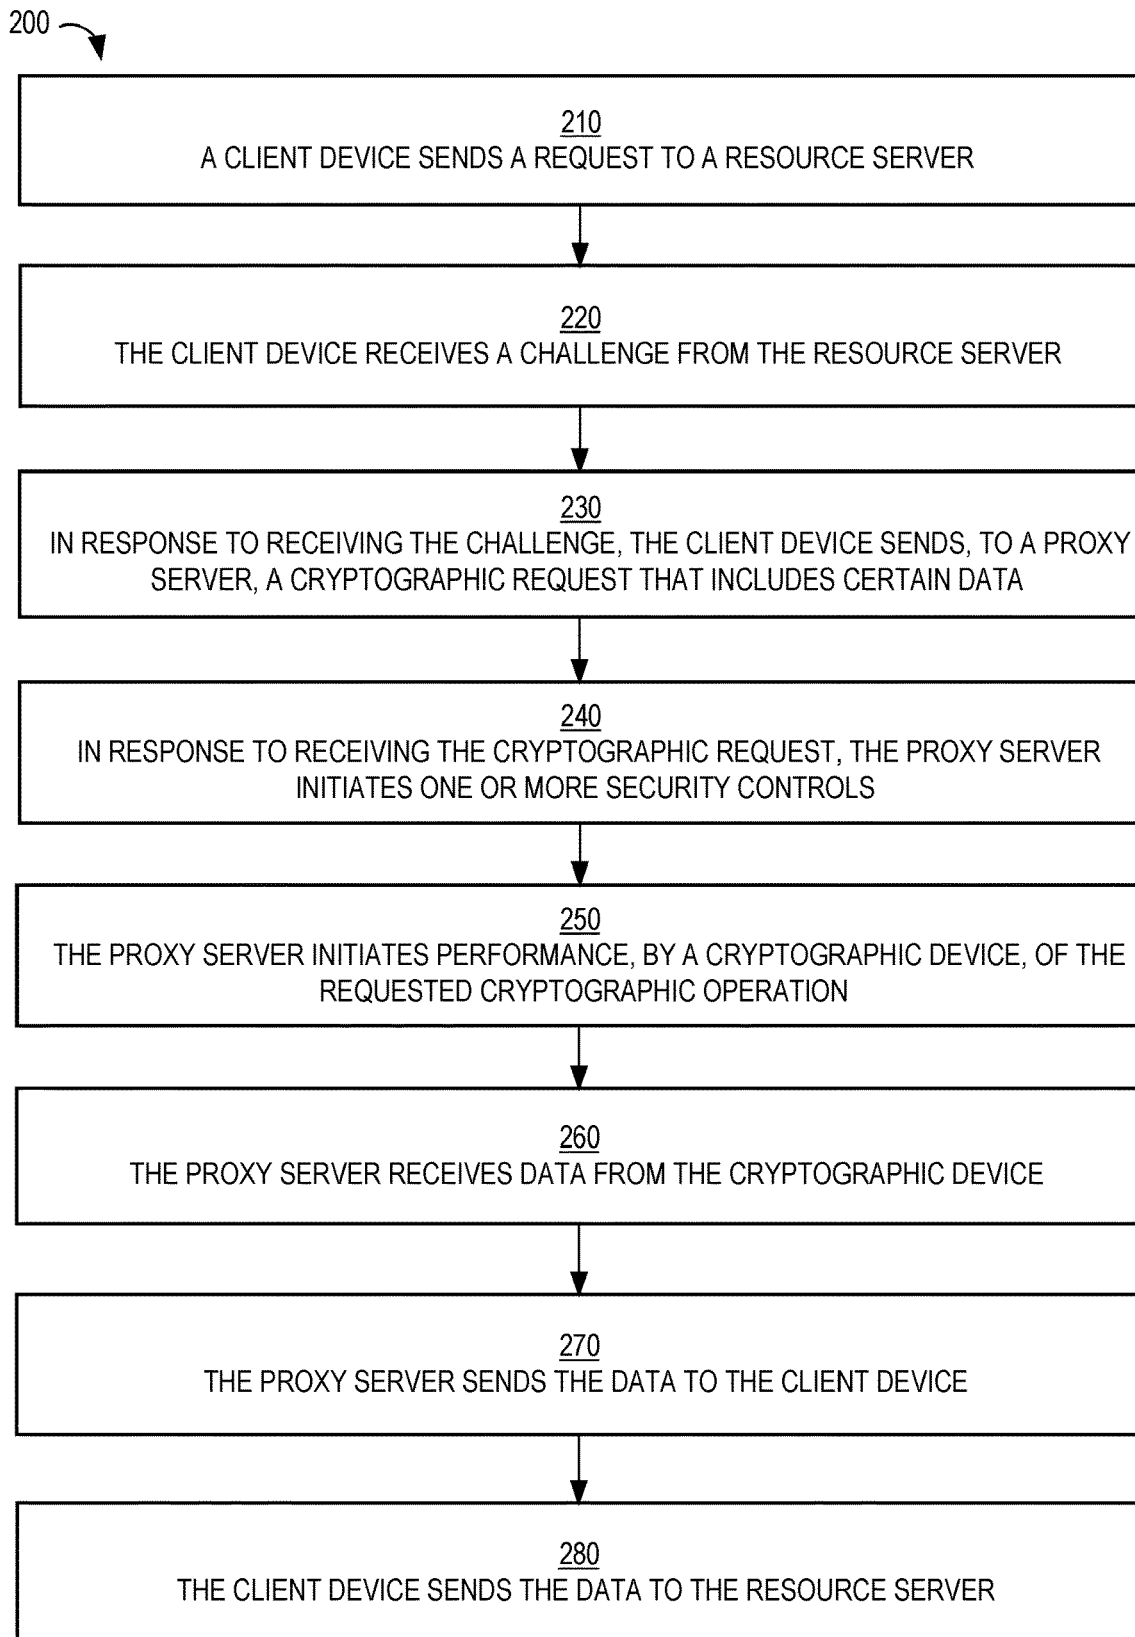 200
210
A CLIENT DEVICE SENDS A REQUEST TO A RESOURCE SERVER
220
THE CLIENT DEVICE RECEIVES A CHALLENGE FROM THE RESOURCE SERVER
230
IN RESPONSE TO RECEIVING THE CHALLENGE, THE CLIENT DEVICE SENDS, TO A PROXY
SERVER, A CRYPTOGRAPHIC REQUEST THAT INCLUDES CERTAIN DATA
240
IN RESPONSE TO RECEIVING THE CRYPTOGRAPHIC REQUEST, THE PROXY SERVER
INITIATES ONE OR MORE SECURITY CONTROLS
250
THE PROXY SERVER INITIATES PERFORMANCE, BY A CRYPTOGRAPHIC DEVICE, OF THE
REQUESTED CRYPTOGRAPHIC OPERATION
260
THE PROXY SERVER RECEIVES DATA FROM THE CRYPTOGRAPHIC DEVICE
270
THE PROXY SERVER SENDS THE DATA TO THE CLIENT DEVICE
280
THE CLIENT DEVICE SENDS THE DATA TO THE RESOURCE SERVER